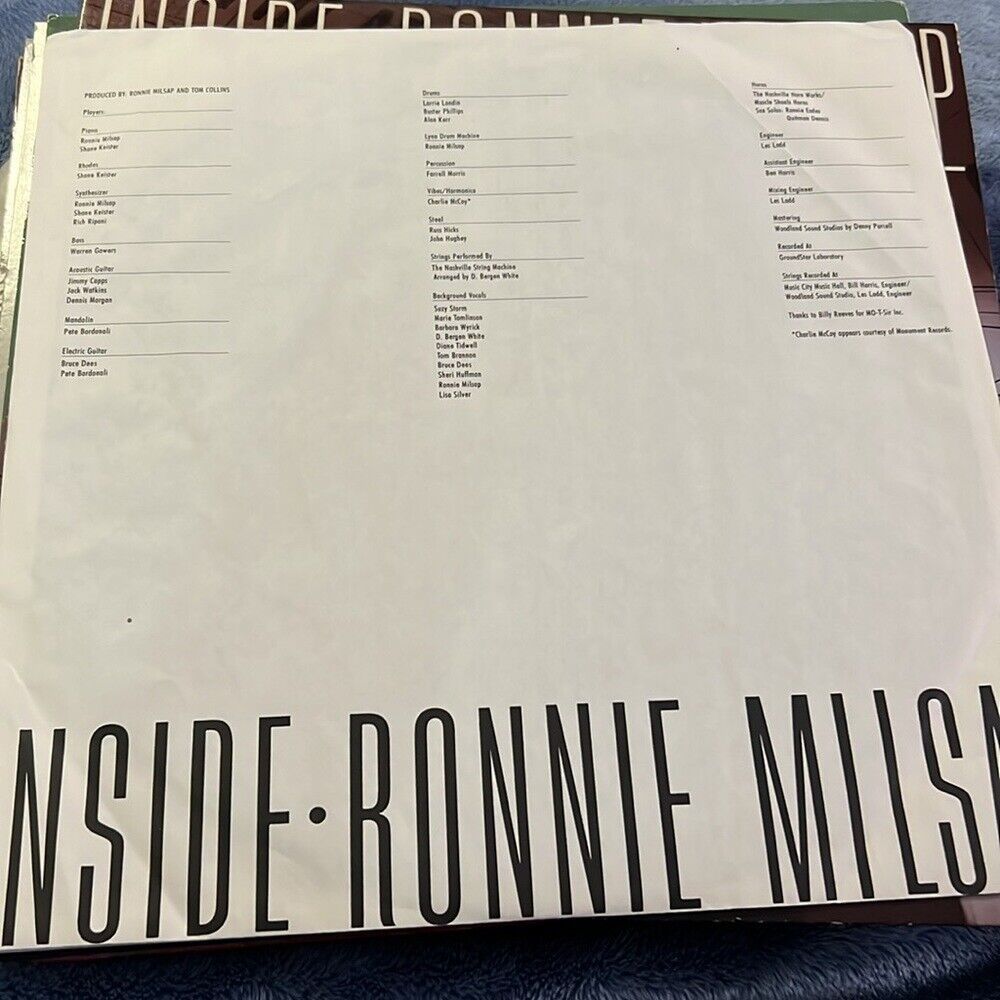 INSIDE RONNIE
PRODUCED BY: RONNIE MILSAP AND TOM COLLINS
Players:
Piano
Ronnie Milsap
Shane Keister
Rhodes
Shane Keister
Synthesizer
Ronnie Milsap
Shane Keister
Rich Ripani
Bass
Warren Gowers
Acoustic Guitar
Jimmy Capps
Jack Watkins
Dennis Morgan
Mandolin
Pete Bordonali
Electric Guitar
Bruce Dees
Pete Bordonali
Drums
Larrie Londin
Buster Phillips
Alan Kerr
Lynn Drum Machine
Ronnie Milsap
Percussion
Farrell Morris
Vibes/Harmonica
Charlie McCoy*
Steel
Russ Hicks
John Hughey
Strings Performed By
The Nashville String Machine
Arranged by D. Bergen White
Background Vocals
Suzy Storm
Marie Tomlinson
Barbara Wyrick
D. Bergen White
Diane Tidwell
Tom Brannon
Bruce Dees
Sheri Huffman
Ronnie Milsap
Lisa Silver
Horns
The Nashville Horn Works/
Muscle Shoals Horns
Sax Solos: Ronnie Eades
Quitman Dennis
Engineer
Les Ladd
Assistant Engineer
Ben Harris
Mixing Engineer
Les Ladd
Mastering
Woodland Sound Studios by Denny Purcell
Recorded At
GroundStar Laboratory
Strings Recorded At
Music City Music Hall, Bill Harris, Engineer/
Woodland Sound Studio, Les Ladd, Engineer
Thanks to Billy Reeves for MO-T-Sir Inc.
*Charlie McCoy appears courtesy of Monument Records.
NSIDE·RONNIE MILS